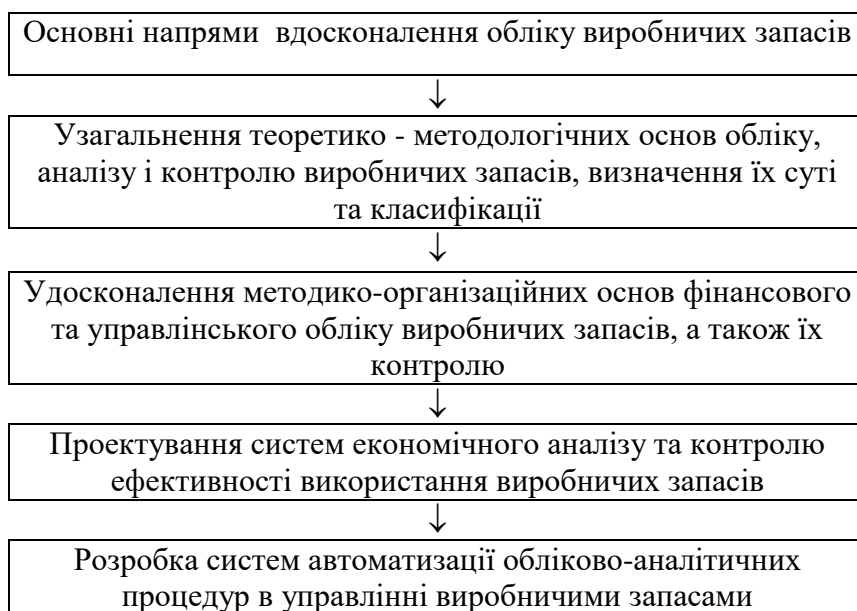 Основні напрями вдосконалення обліку виробничих запасів
↓
Узагальнення теоретико - методологічних основ обліку,
аналізу і контролю виробничих запасів, визначення їх суті
та класифікації
↓
Удосконалення методико-організаційних основ фінансового
та управлінського обліку виробничих запасів, а також їх
контролю
↓
Проектування систем економічного аналізу та контролю
ефективності використання виробничих запасів
↓
Розробка систем автоматизації обліково-аналітичних
процедур в управлінні виробничими запасами